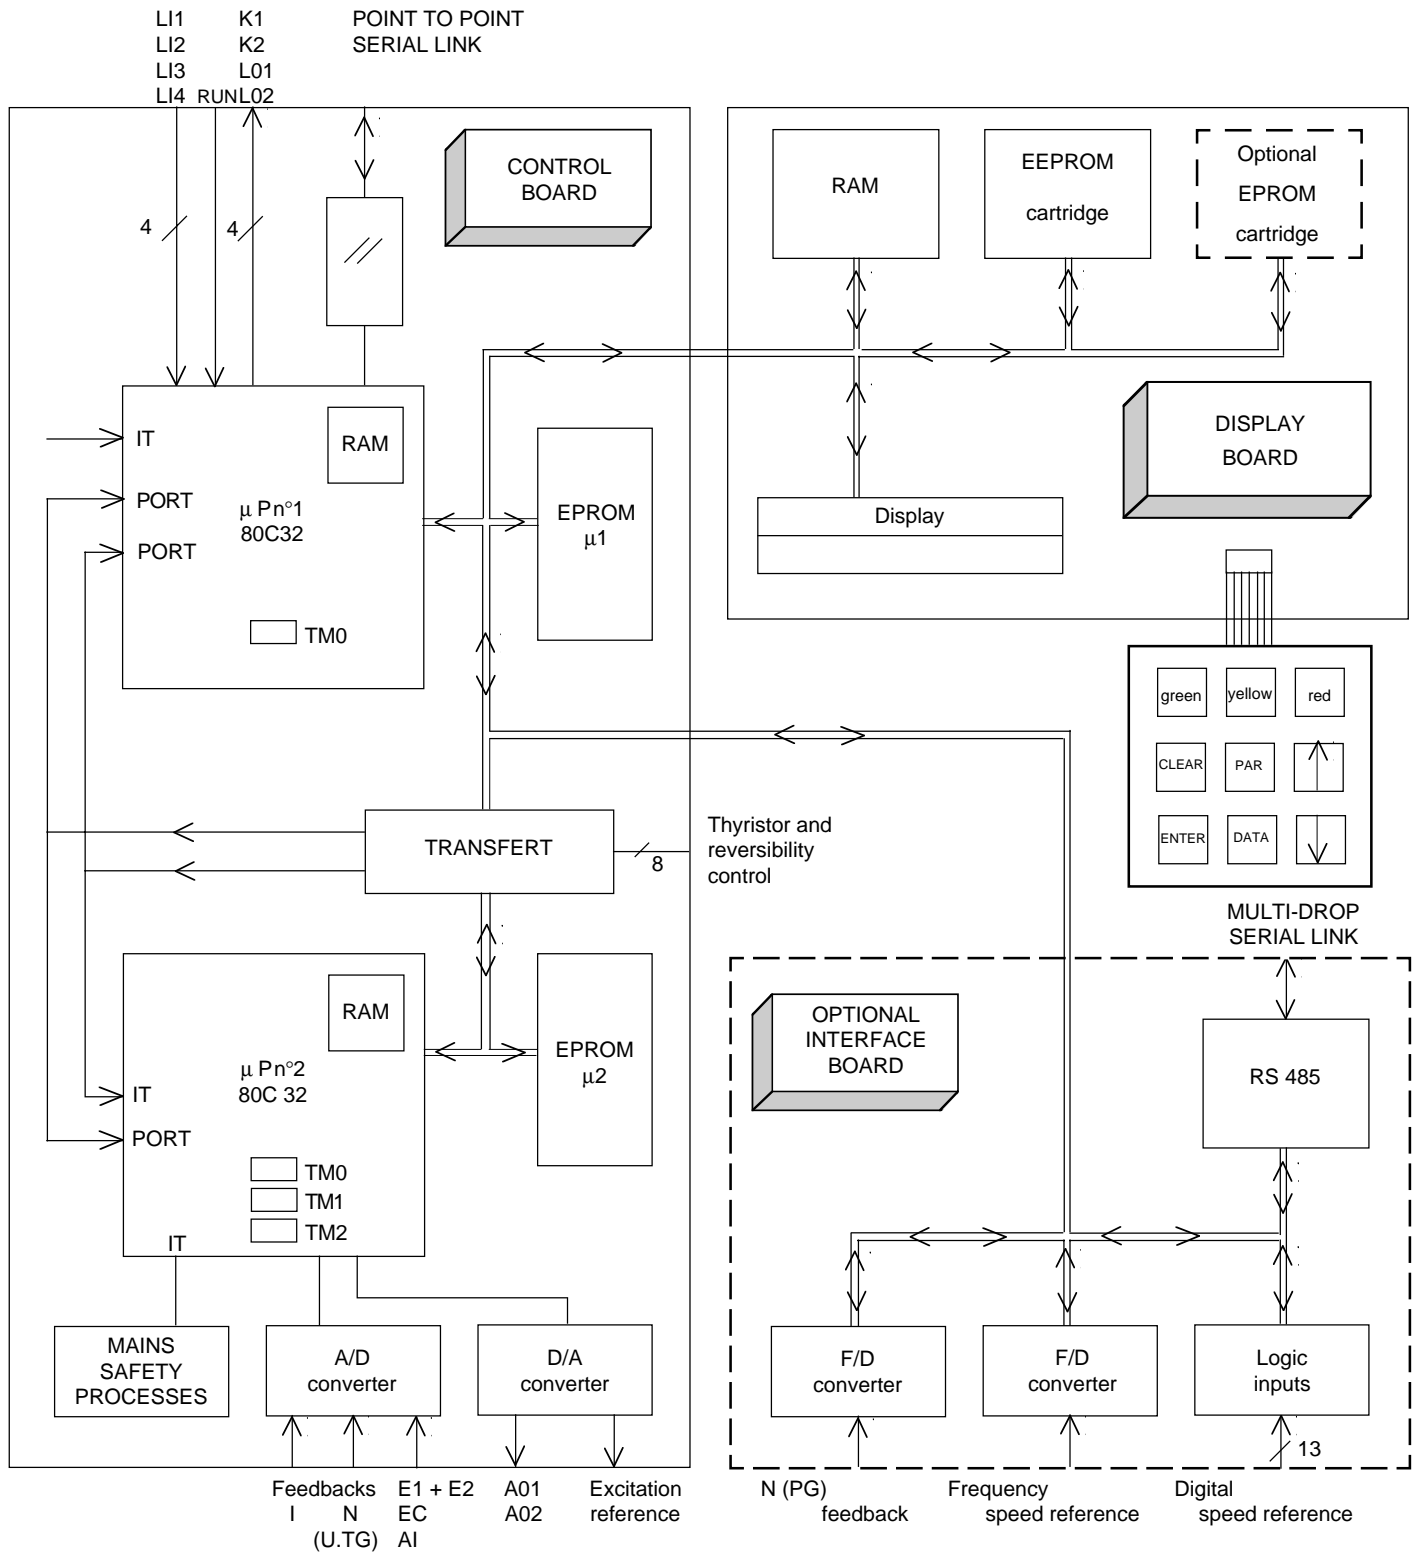 LI1 K1 POINT TO POINT
LI2 K2 SERIAL LINK
LI3 L01
LI4 RUN L02
4
4
CONTROL
BOARD
IT
PORT
PORT
RAM
μ Pn°1
80C32
TM0
EPROM
μ1
RAM
EEPROM
cartridge
Optional
EPROM
cartridge
Display
DISPLAY
BOARD
green yellow red
CLEAR PAR
ENTER DATA
TRANSFERT
8
Thyristor and
reversibility
control
RAM
μ Pn°2
80C 32
IT
PORT
TM0
TM1
TM2
IT
EPROM
μ2
MAINS
SAFETY
PROCESSES
A/D
converter
D/A
converter
Feedbacks E1 + E2 A01 Excitation
I N EC A02 reference
(U.TG) AI
MULTI-DROP
SERIAL LINK
OPTIONAL
INTERFACE
BOARD
RS 485
F/D
converter
F/D
converter
Logic
inputs
13
N (PG)
feedback
Frequency
speed reference
Digital
speed reference